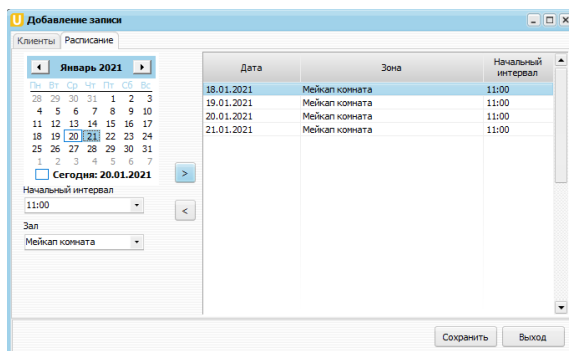 Добавление записи
Клиенты Расписание
Январь 2021
Пн Вт Ср Чт Пт Сб Вс
28 29 30 31 1 2 3
4 5 6 7 8 9 10
11 12 13 14 15 16 17
18 19 20 21 22 23 24
25 26 27 28 29 30 31
1 2 3 4 5 6 7
Сегодня: 20.01.2021
Начальный интервал
11:00
Зал
Мейкап комната
>
<
Дата Зона Начальный интервал
18.01.2021 Мейкап комната 11:00
19.01.2021 Мейкап комната 11:00
20.01.2021 Мейкап комната 11:00
21.01.2021 Мейкап комната 11:00
Сохранить Выход